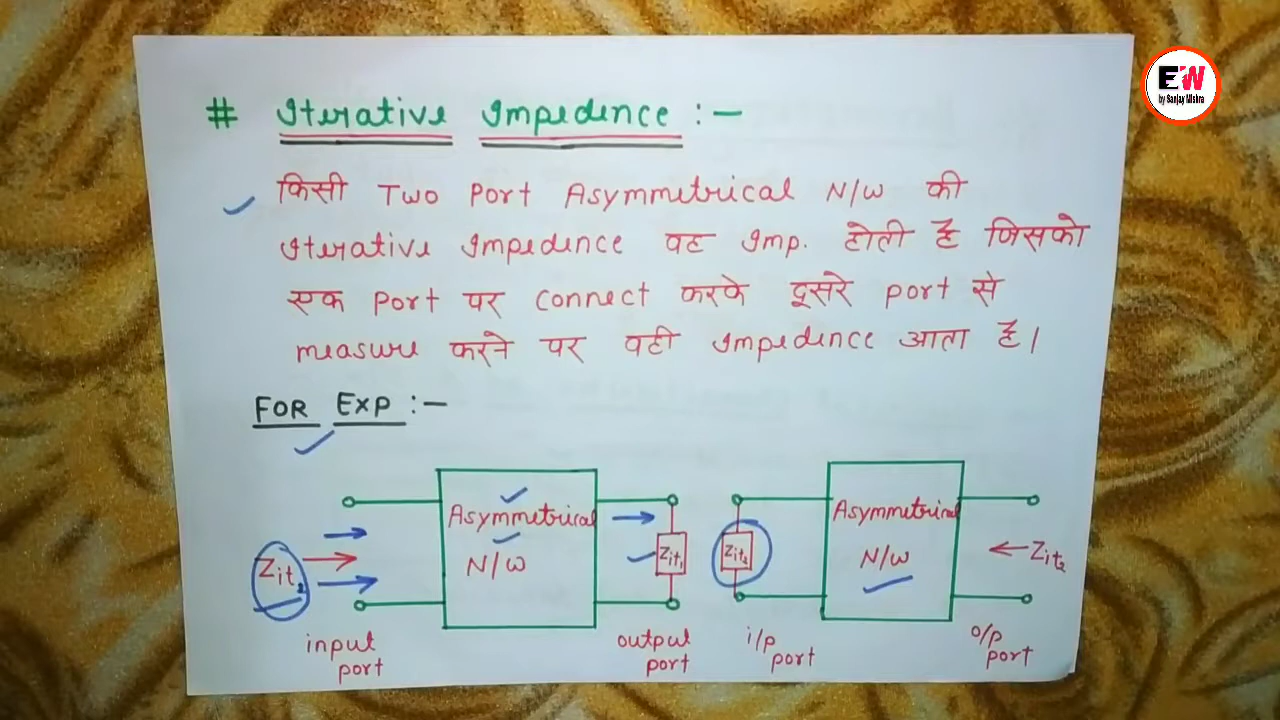 EW
by Sanjay Mishra
# Iterative Impedence :-
किसी Two Port Asymmetrical N/W की
Iterative Impedence वह Imp. होती है जिसको
एक Port पर Connect करके दूसरे port से
measure करने पर वही Impedence आता है।
FOR EXP :-
Asymmetrical
N/W
Zit₁
Zit₁
input
port
output
port
Asymmetrical
N/W
Zit₂
Zit₂
i/p
port
o/p
port